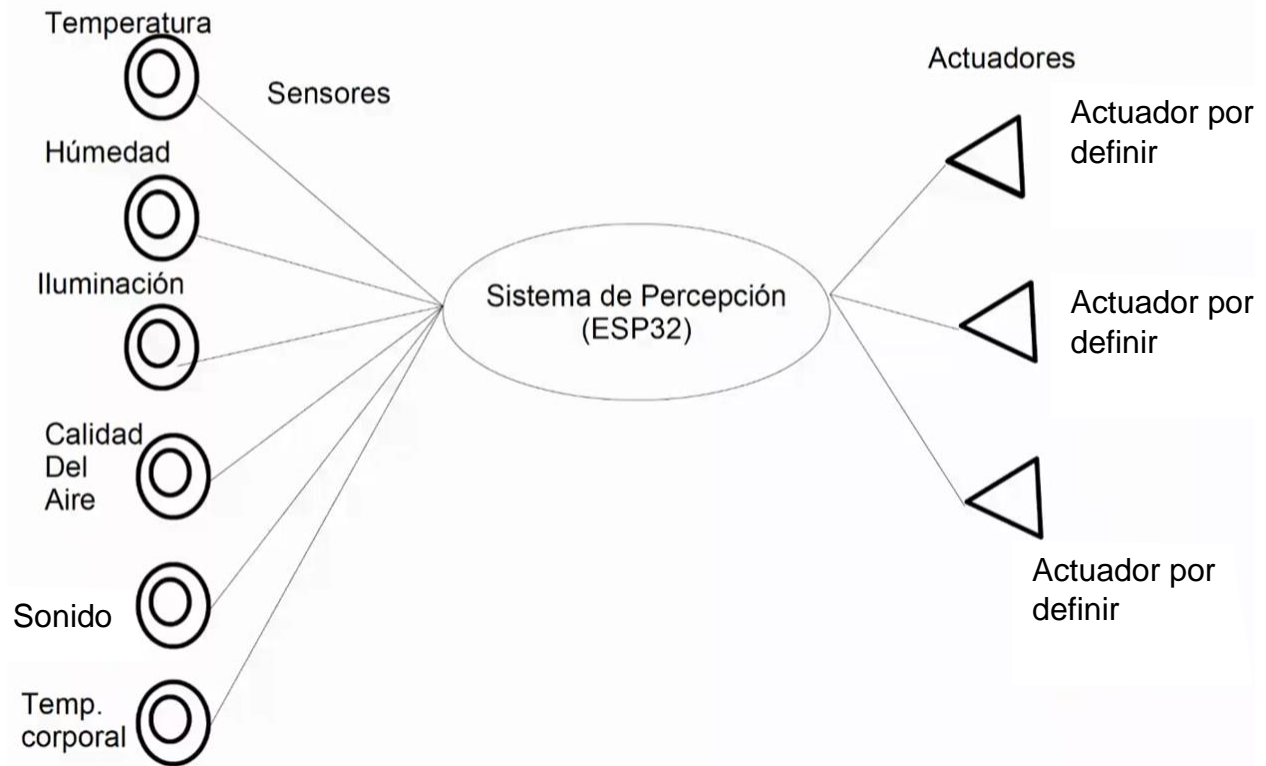 Temperatura
Sensores
Húmedad
Iluminación
Calidad
Del
Aire
Sonido
Temp.
corporal
Sistema de Percepción
(ESP32)
Actuadores
Actuador por
definir
Actuador por
definir
Actuador por
definir